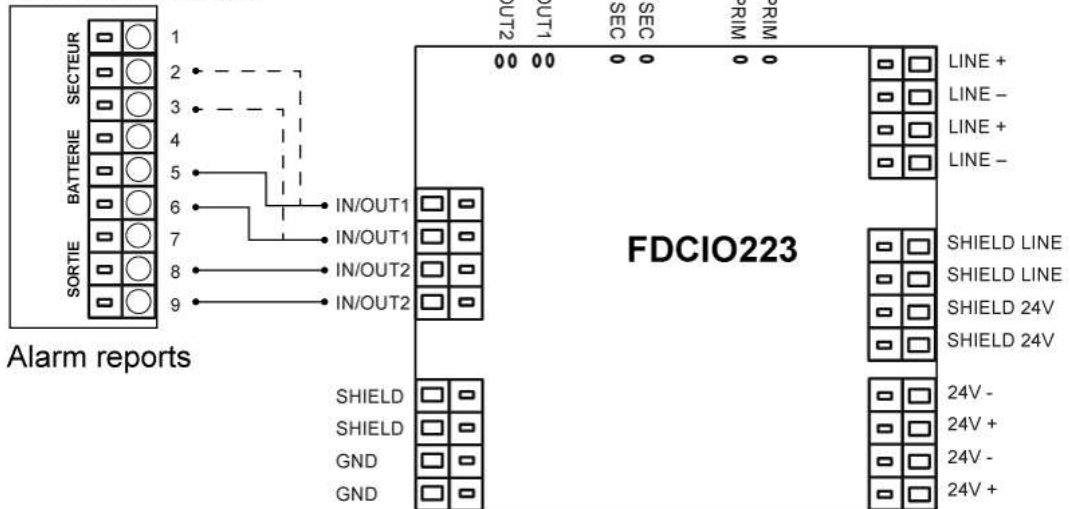 SECTEUR
BATTERIE
SORTIE
1
2
3
4
5
6
7
8
9
Alarm reports
OUT2
OUT1
SEC
SEC
PRIM
PRIM
IN/OUT1
IN/OUT1
IN/OUT2
IN/OUT2
SHIELD
SHIELD
GND
GND
FDCIO223
LINE +
LINE –
LINE +
LINE –
SHIELD LINE
SHIELD LINE
SHIELD 24V
SHIELD 24V
24V -
24V +
24V -
24V +